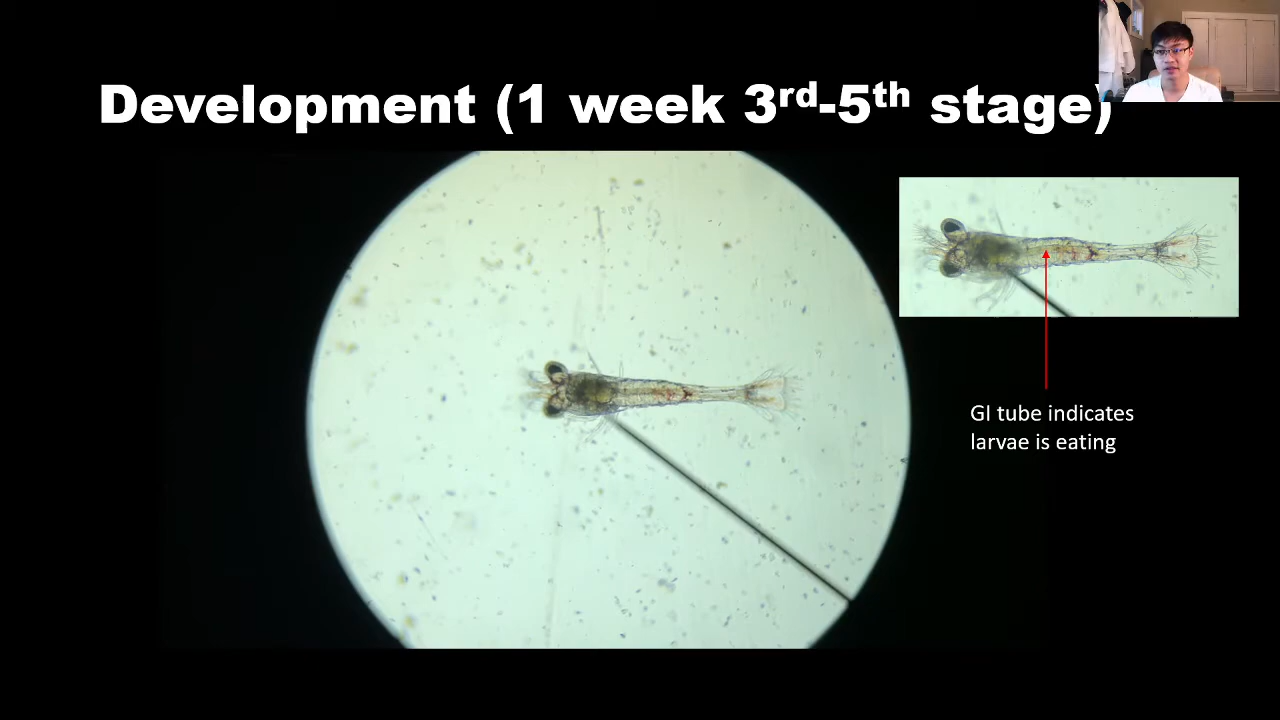 Development (1 week 3rd-5th stage)
GI tube indicates
larvae is eating